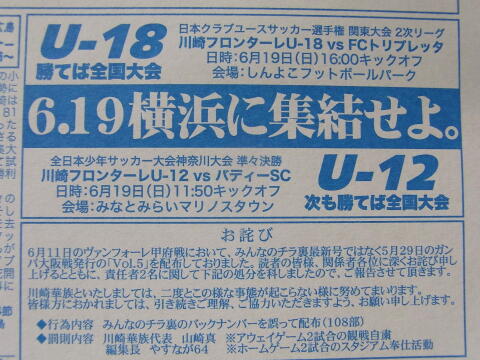 U-18
勝てば全国大会
日本クラブユースサッカー選手権 関東大会 2次リーグ
川崎フロンターレU-18 vs FCトリプレッタ
日時:6月19日(日)16:00キックオフ
会場:しんよこフットボールパーク
6.19横浜に集結せよ。
全日本少年サッカー大会神奈川大会 準々決勝
川崎フロンターレU-12 vs バディーSC
日時:6月19日(日)11:50キックオフ
会場:みなとみらいマリノスタウン
U-12
次も勝てば全国大会
お詫び
6月11日のヴァンフォーレ甲府戦において、みんなのチラ裏最新号ではなく5月29日のガンバ大阪戦発行の「Vol.5」を配布しておりました。読者の皆様、関係者各位に深くお詫び申し上げるとともに、責任者2名に関して下記の処分を科しましたので、ご報告させて頂きます。
川崎華族といたしましては、二度とこの様な事態が起こらない様に努めてまいります。
皆様方におかれましては、引き続きご理解、ご協力いただきますよう、お願い申し上げます。
◆行為内容 みんなのチラ裏のバックナンバーを誤って配布(108部)
◆罰則内容 川崎華族代表 山崎真 ※アウェイゲーム2試合の観戦自粛
編集長 やすなが64 ※ホームゲーム2試合のスタジアム奉仕活動